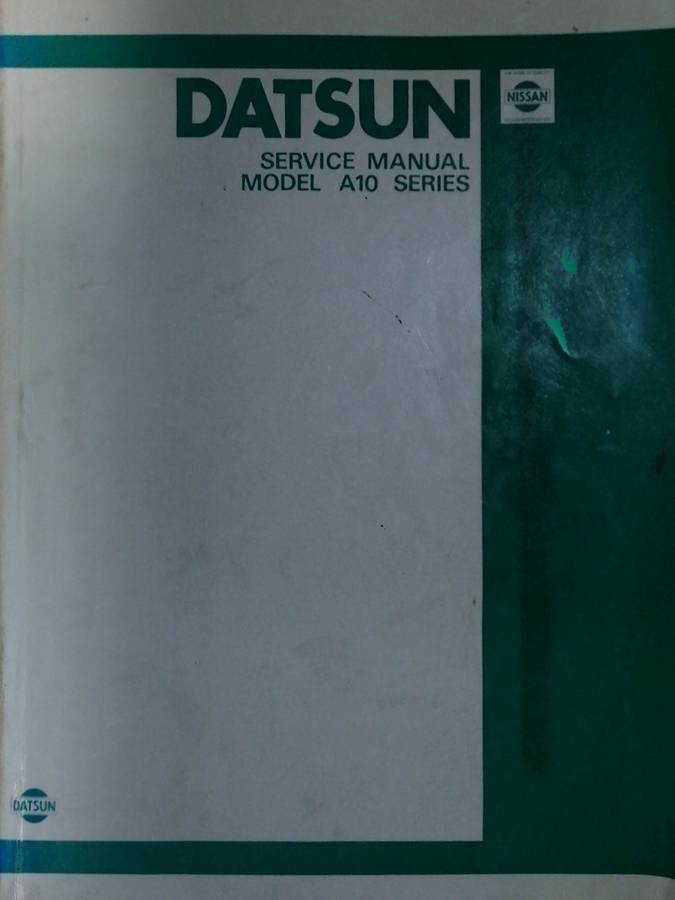 DATSUN
NISSAN
SERVICE MANUAL
MODEL A10 SERIES
DATSUN